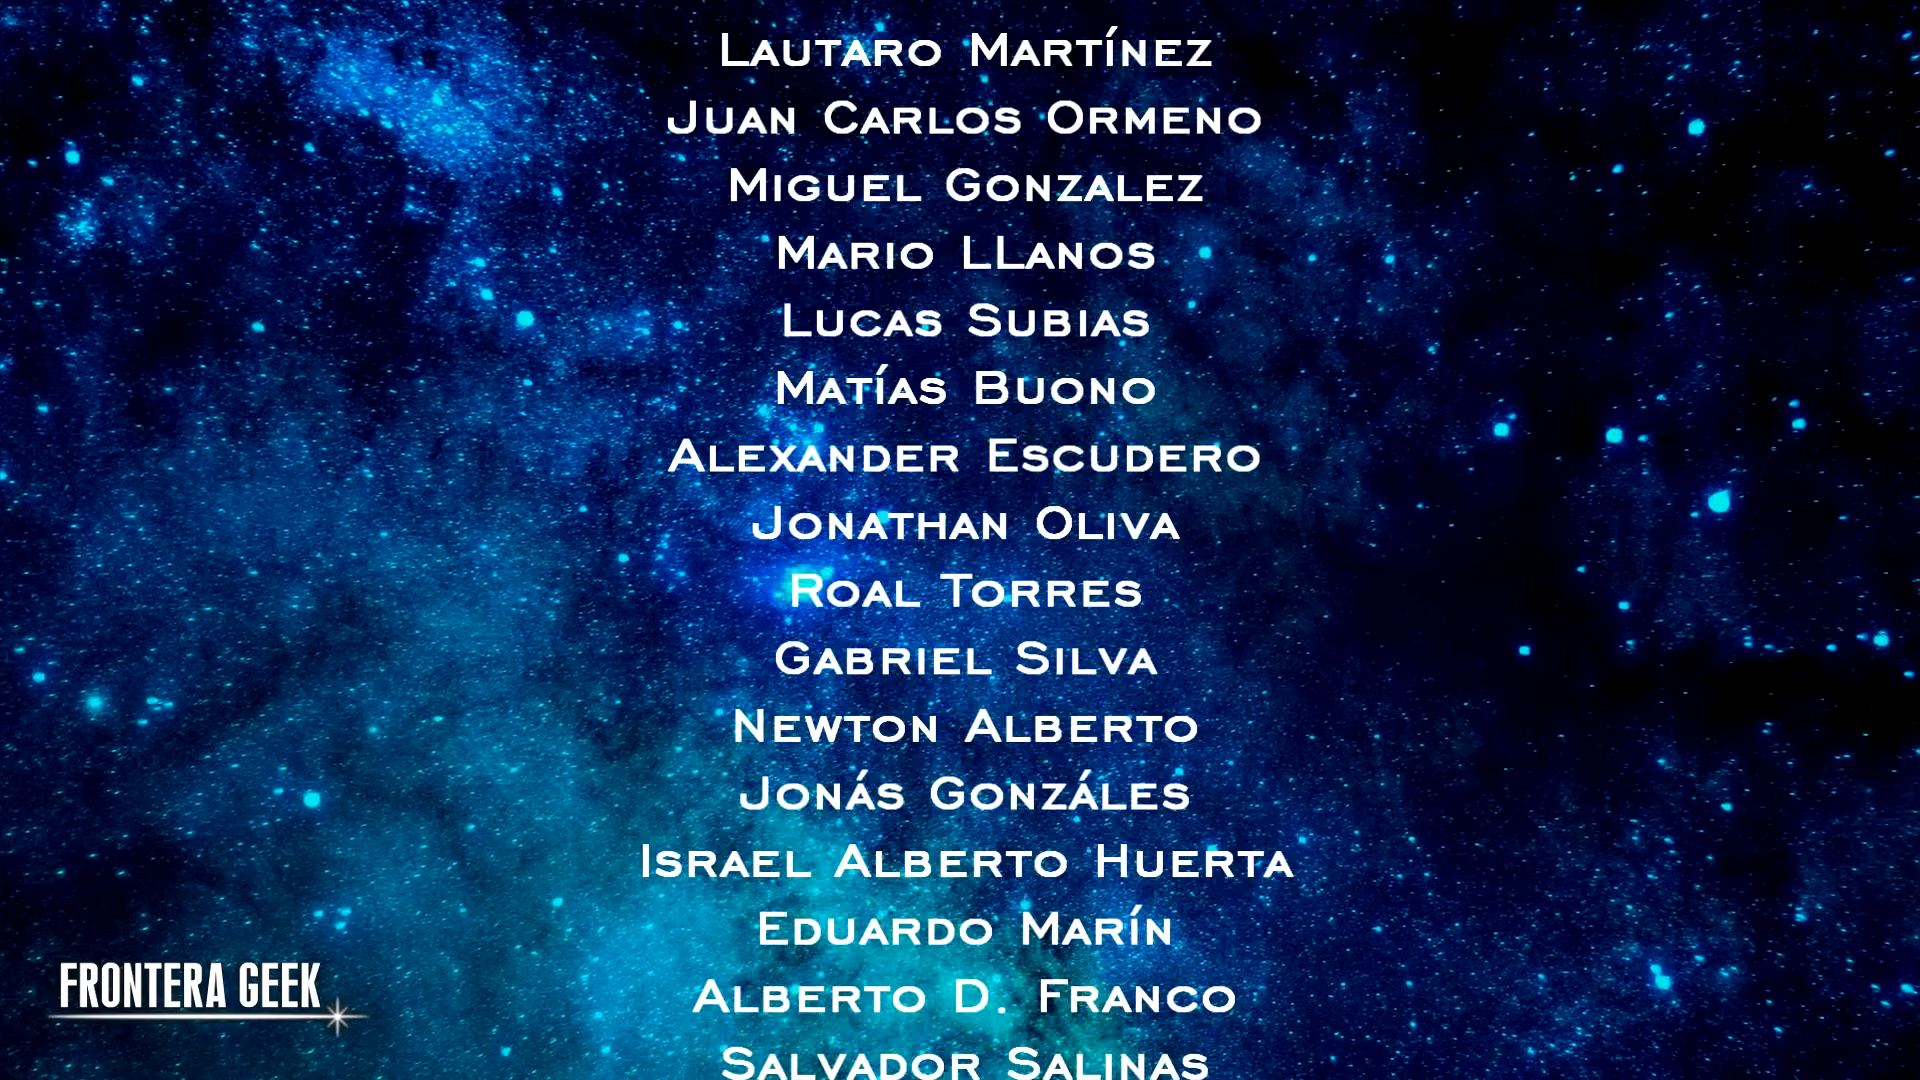 Lautaro Martínez
Juan Carlos Ormeno
Miguel Gonzalez
Mario LLanos
Lucas Subias
Matías Buono
Alexander Escudero
Jonathan Oliva
Roal Torres
Gabriel Silva
Newton Alberto
Jonás Gonzáles
Israel Alberto Huerta
Eduardo Marín
Alberto D. Franco
Salvador Salinas
FRONTERA GEEK